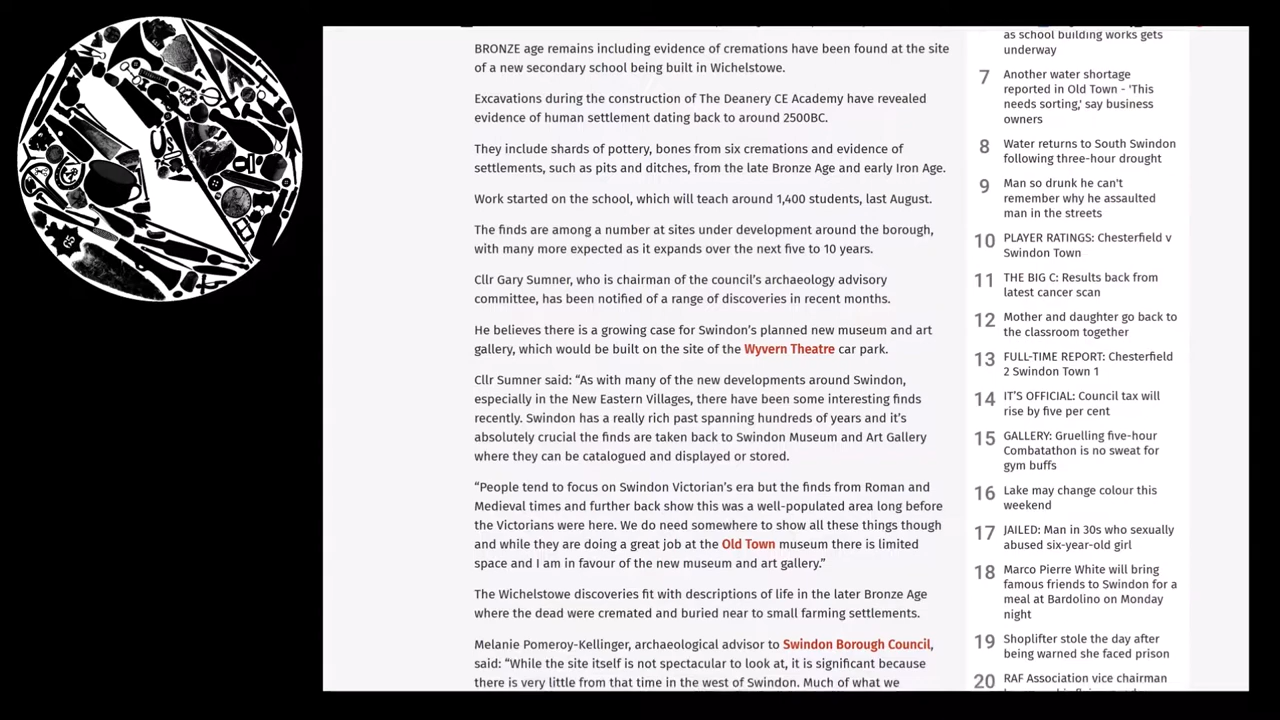 BRONZE age remains including evidence of cremations have been found at the site
of a new secondary school being built in Wichelstowe.
Excavations during the construction of The Deanery CE Academy have revealed
evidence of human settlement dating back to around 2500BC.
They include shards of pottery, bones from six cremations and evidence of
settlements, such as pits and ditches, from the late Bronze Age and early Iron Age.
Work started on the school, which will teach around 1,400 students, last August.
The finds are among a number at sites under development around the borough,
with many more expected as it expands over the next five to 10 years.
Cllr Gary Sumner, who is chairman of the council's archaeology advisory
committee, has been notified of a range of discoveries in recent months.
He believes there is a growing case for Swindon's planned new museum and art
gallery, which would be built on the site of the Wyvern Theatre car park.
Cllr Sumner said: “As with many of the new developments around Swindon,
especially in the New Eastern Villages, there have been some interesting finds
recently. Swindon has a really rich past spanning hundreds of years and it's
absolutely crucial the finds are taken back to Swindon Museum and Art Gallery
where they can be catalogued and displayed or stored.
“People tend to focus on Swindon Victorian's era but the finds from Roman and
Medieval times and further back show this was a well-populated area long before
the Victorians were here. We do need somewhere to show all these things though
and while they are doing a great job at the Old Town museum there is limited
space and I am in favour of the new museum and art gallery.”
The Wichelstowe discoveries fit with descriptions of life in the later Bronze Age
where the dead were cremated and buried near to small farming settlements.
Melanie Pomeroy-Kellinger, archaeological advisor to Swindon Borough Council,
said: “While the site itself is not spectacular to look at, it is significant because
there is very little from that time in the west of Swindon. Much of what we
as school building works gets
underway
7 Another water shortage
reported in Old Town - 'This
needs sorting,' say business
owners
8 Water returns to South Swindon
following three-hour drought
9 Man so drunk he can't
remember why he assaulted
man in the streets
10 PLAYER RATINGS: Chesterfield v
Swindon Town
11 THE BIG C: Results back from
latest cancer scan
12 Mother and daughter go back to
the classroom together
13 FULL-TIME REPORT: Chesterfield
2 Swindon Town 1
14 IT'S OFFICIAL: Council tax will
rise by five per cent
15 GALLERY: Gruelling five-hour
Combatathon is no sweat for
gym buffs
16 Lake may change colour this
weekend
17 JAILED: Man in 30s who sexually
abused six-year-old girl
18 Marco Pierre White will bring
famous friends to Swindon for a
meal at Bardolino on Monday
night
19 Shoplifter stole the day after
being warned she faced prison
20 RAF Association vice chairman